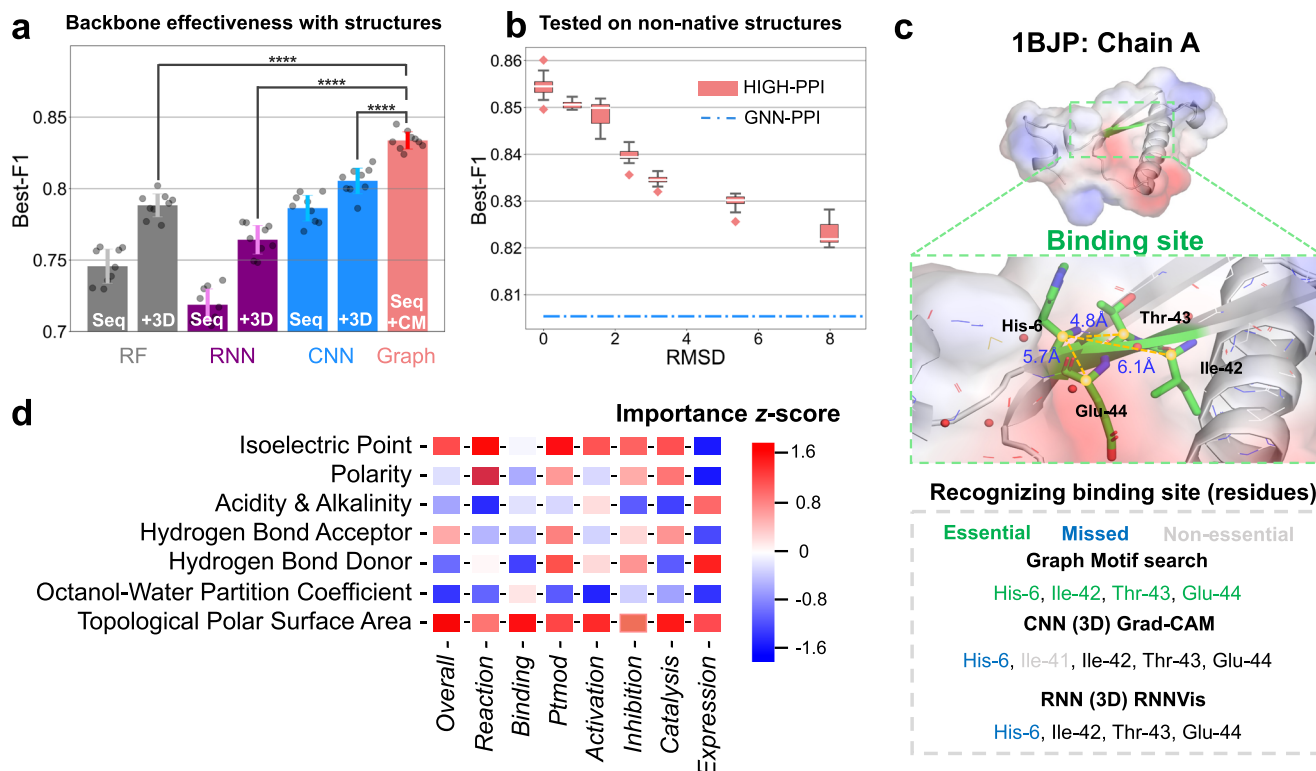 a
Backbone effectiveness with structures
****
****
****
Best-F1
0.85
0.8
0.75
0.7
Seq
+3D
Seq
+3D
Seq
+3D
Seq
+CM
RF
RNN
CNN
Graph
b
Tested on non-native structures
Best-F1
0.86
0.85
0.84
0.83
0.82
0.81
HIGH-PPI
GNN-PPI
0
2
4
6
8
RMSD
c
1BJP: Chain A
Binding site
His-6
4.8Å
Thr-43
5.7Å
6.1Å
Ile-42
Glu-44
Recognizing binding site (residues)
Essential Missed Non-essential
Graph Motif search
His-6, Ile-42, Thr-43, Glu-44
CNN (3D) Grad-CAM
His-6, Ile-41, Ile-42, Thr-43, Glu-44
RNN (3D) RNNVis
His-6, Ile-42, Thr-43, Glu-44
d
Importance z-score
Isoelectric Point
Polarity
Acidity & Alkalinity
Hydrogen Bond Acceptor
Hydrogen Bond Donor
Octanol-Water Partition Coefficient
Topological Polar Surface Area
1.6
0.8
0
-0.8
-1.6
Overall
Reaction
Binding
Ptmod
Activation
Inhibition
Catalysis
Expression